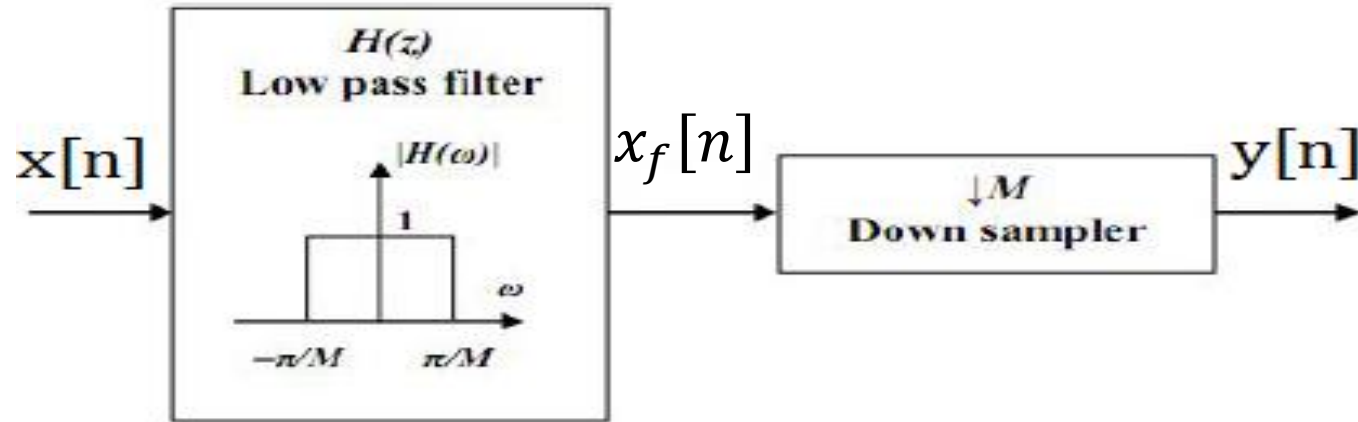 H(z)
Low pass filter
|H(ω)|
1
ω
−π/M π/M
x[n]
x_f[n]
↓M
Down sampler
y[n]